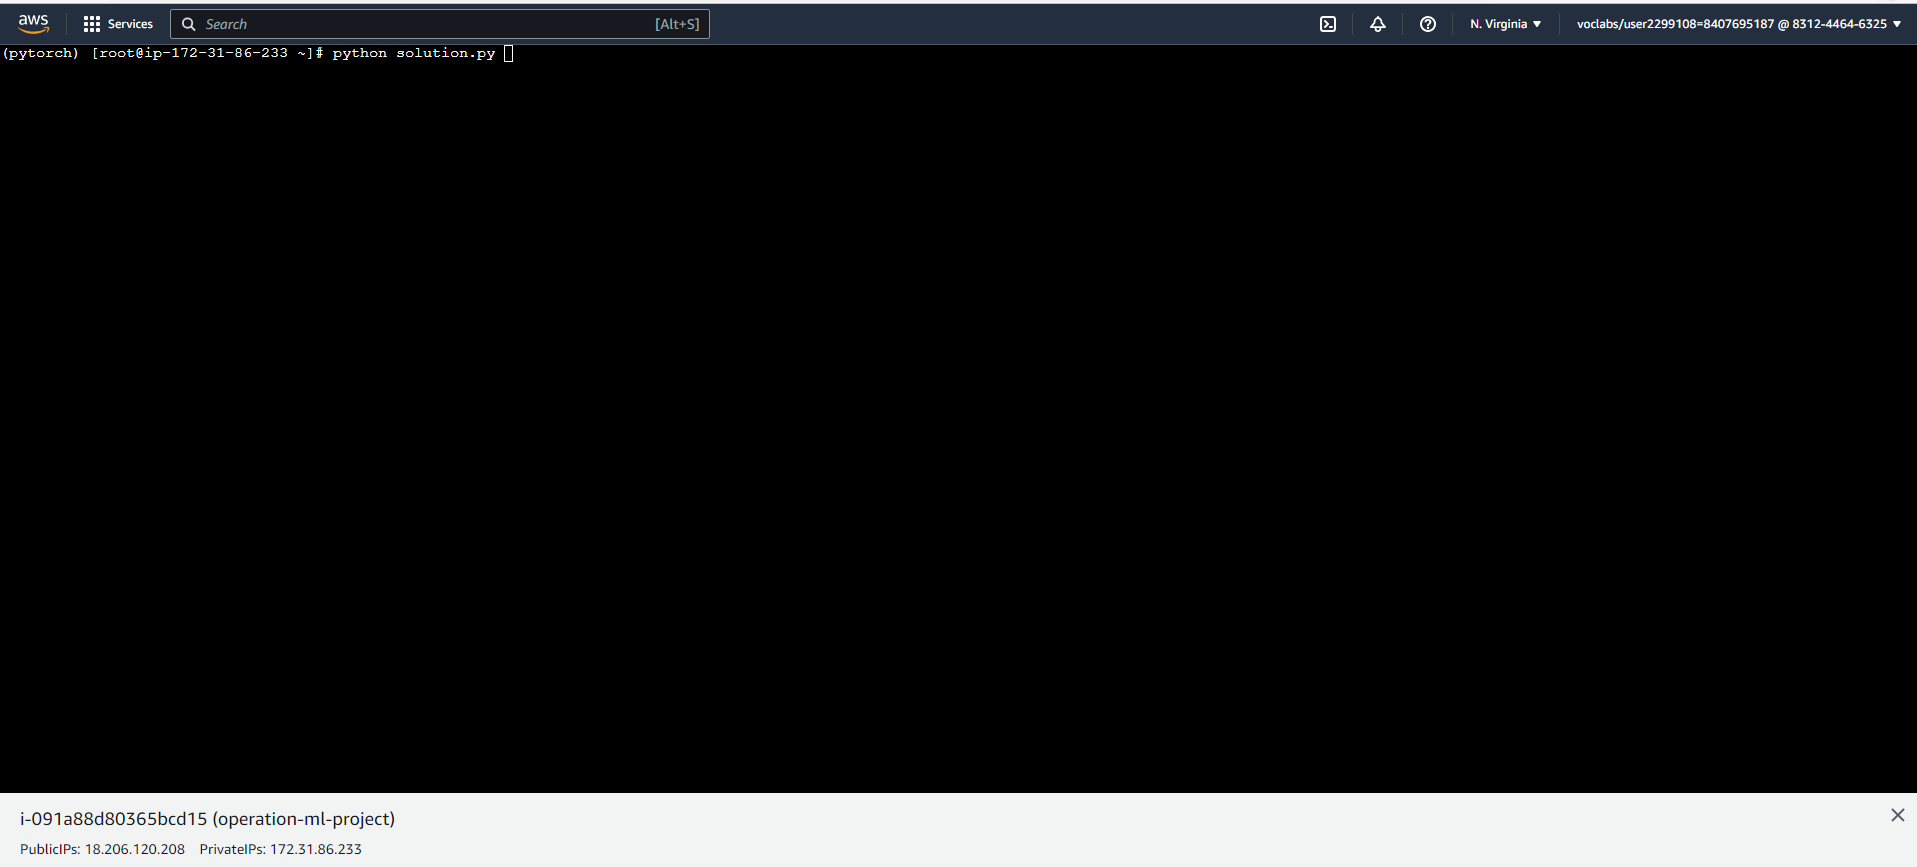 aws Services Search [Alt+S] N. Virginia voclabs/user2299108=8407695187 @ 8312-4464-6325
(pytorch) [root@ip-172-31-86-233 ~]# python solution.py
i-091a88d80365bcd15 (operation-ml-project)
PublicIPs: 18.206.120.208 PrivateIPs: 172.31.86.233